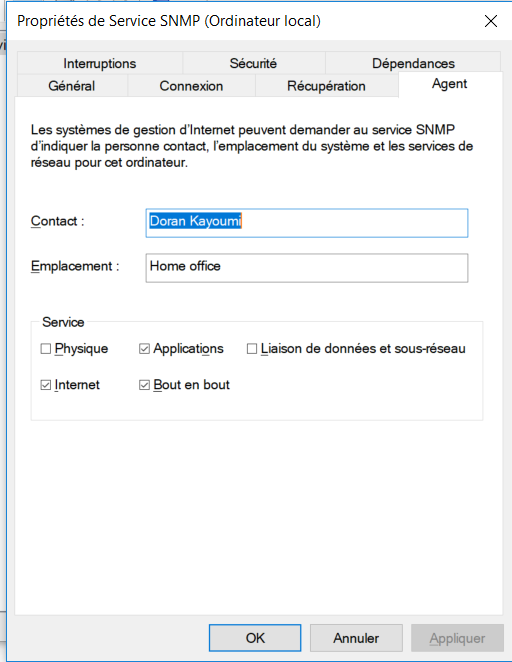 Propriétés de Service SNMP (Ordinateur local)
Interruptions Sécurité Dépendances
Général Connexion Récupération Agent
Les systèmes de gestion d'Internet peuvent demander au service SNMP
d'indiquer la personne contact, l'emplacement du système et les services de
réseau pour cet ordinateur.
Contact : Doran Kayoumi
Emplacement : Home office
Service
Physique Applications Liaison de données et sous-réseau
Internet Bout en bout
OK Annuler Appliquer